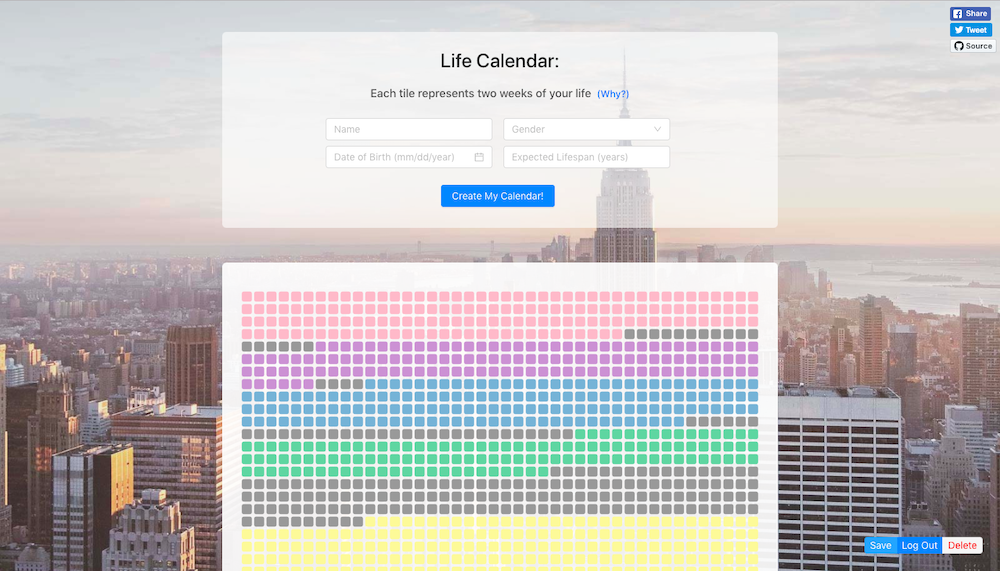 Share
Tweet
Source
Life Calendar:
Each tile represents two weeks of your life (Why?)
Name
Gender
Date of Birth (mm/dd/year)
Expected Lifespan (years)
Create My Calendar!
Save
Log Out
Delete